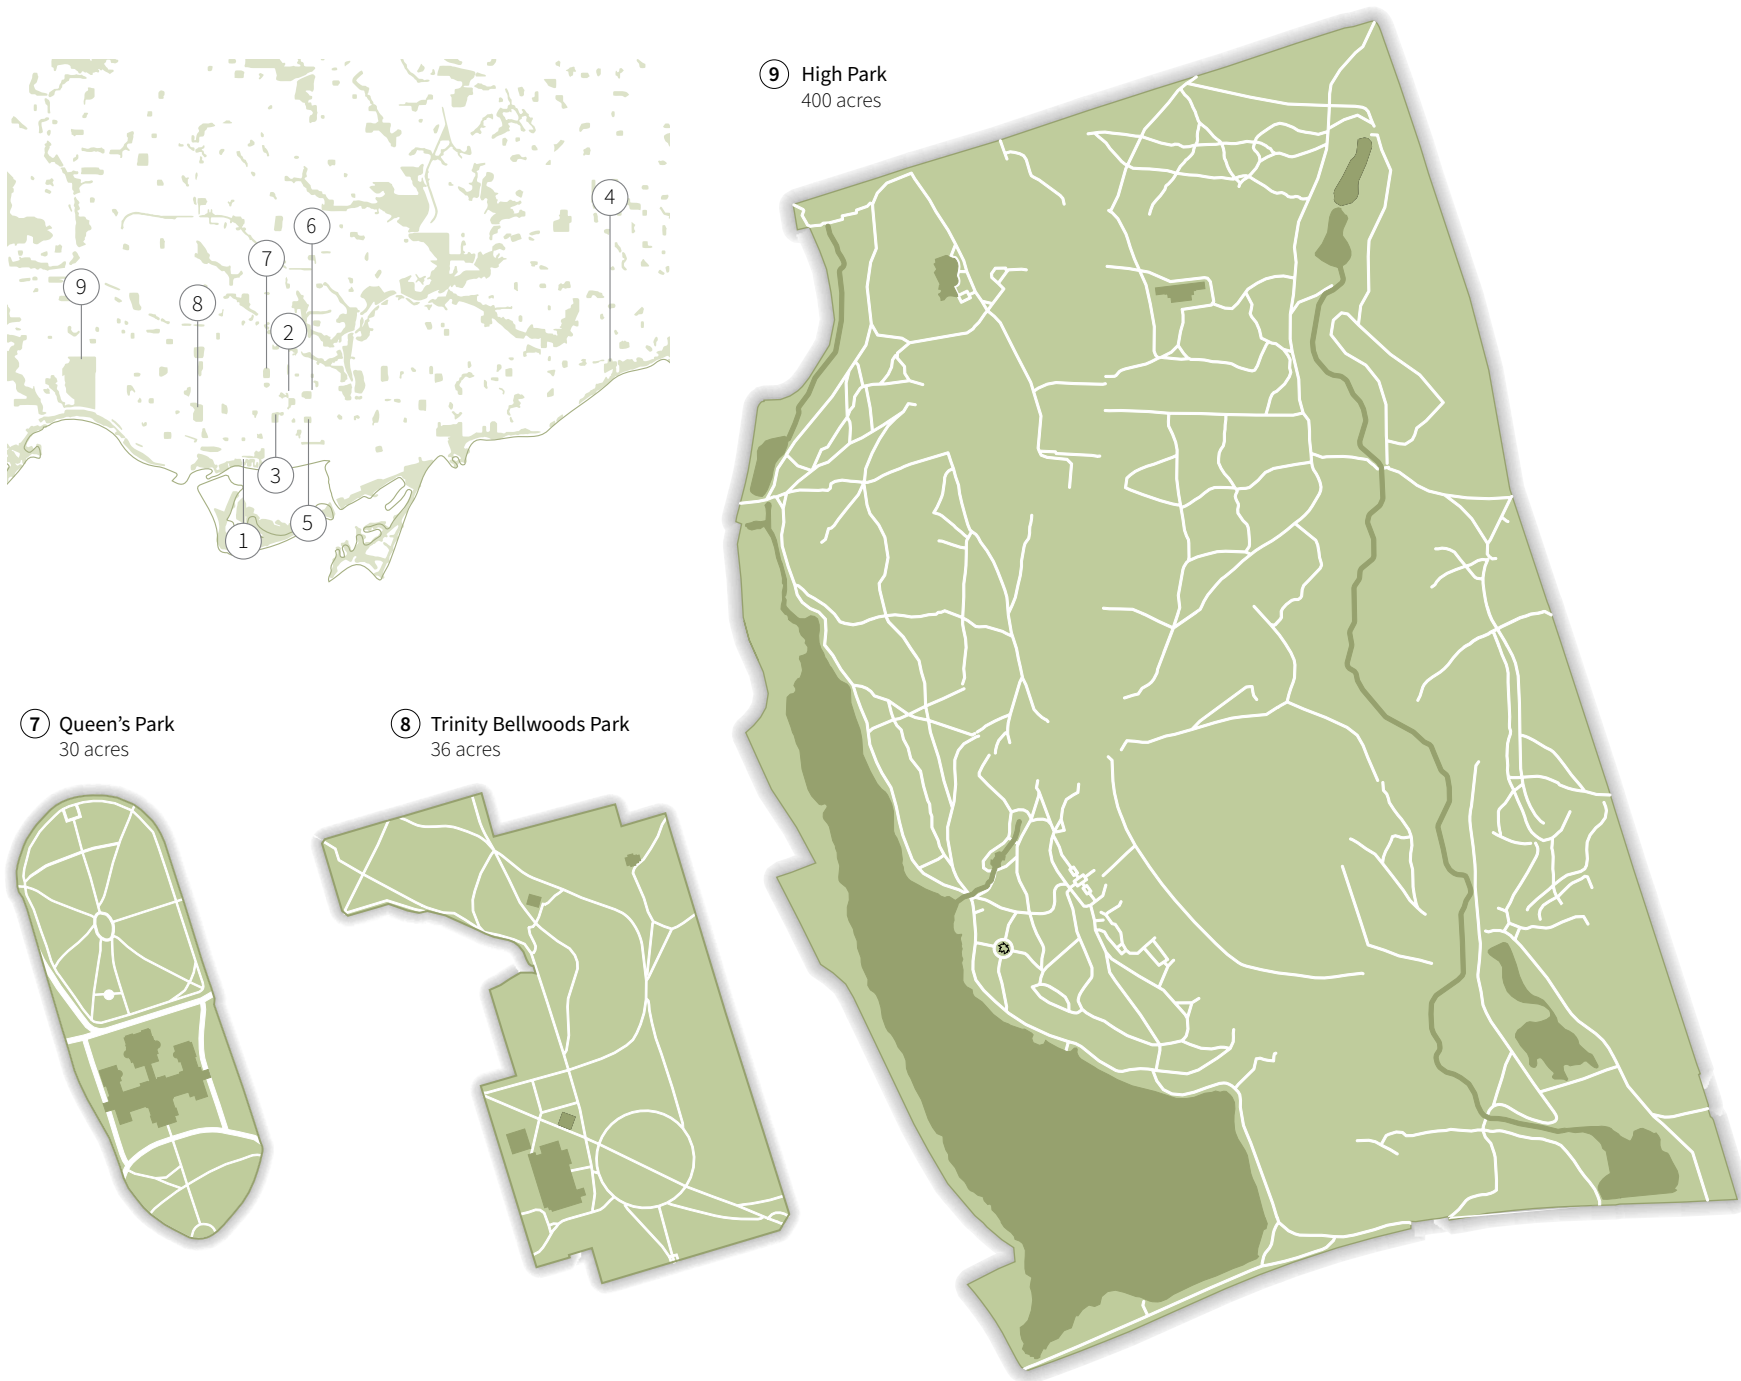 9 High Park
400 acres
4
6
7
9
8
2
3
5
1
7 Queen’s Park
30 acres
8 Trinity Bellwoods Park
36 acres